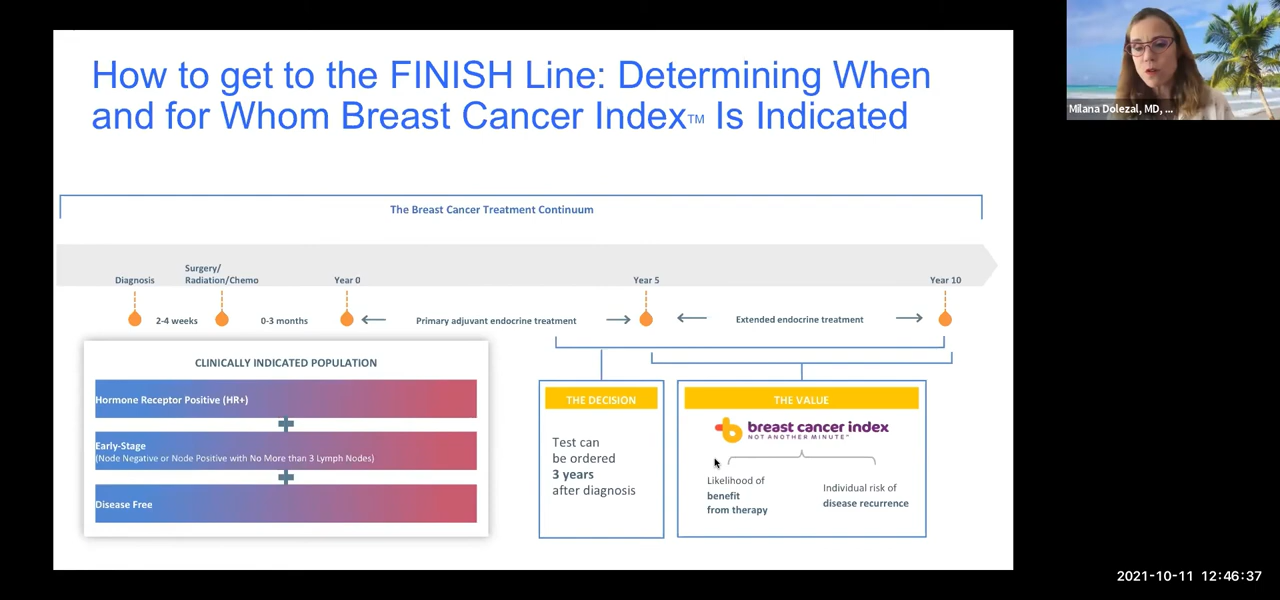 How to get to the FINISH Line: Determining When
and for Whom Breast Cancer Index™ Is Indicated
Milana Dolezal, MD, ...
The Breast Cancer Treatment Continuum
Diagnosis
Surgery/
Radiation/Chemo
Year 0
Year 5
Year 10
2-4 weeks
0-3 months
Primary adjuvant endocrine treatment
Extended endocrine treatment
CLINICALLY INDICATED POPULATION
Hormone Receptor Positive (HR+)
Early-Stage
(Node Negative or Node Positive with No More than 3 Lymph Nodes)
Disease Free
THE DECISION
Test can
be ordered
3 years
after diagnosis
THE VALUE
breast cancer index
NOT ANOTHER MINUTE™
Likelihood of
benefit
from therapy
Individual risk of
disease recurrence
2021-10-11 12:46:37